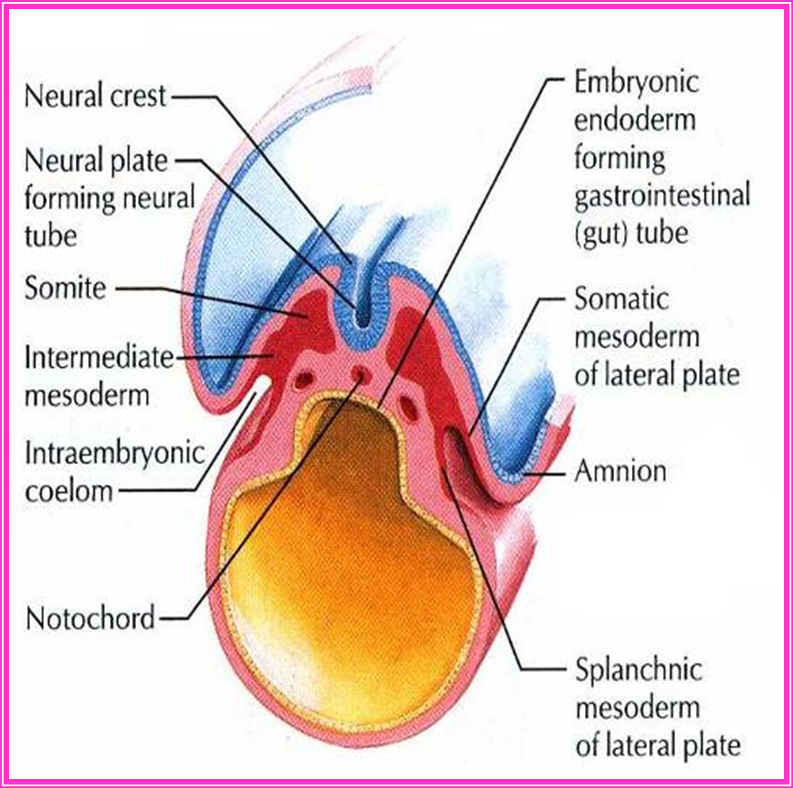 Neural crest
Neural plate
forming neural
tube
Somite
Intermediate
mesoderm
Intraembryonic
coelom
Notochord
Embryonic
endoderm
forming
gastrointestinal
(gut) tube
Somatic
mesoderm
of lateral plate
Amnion
Splanchnic
mesoderm
of lateral plate